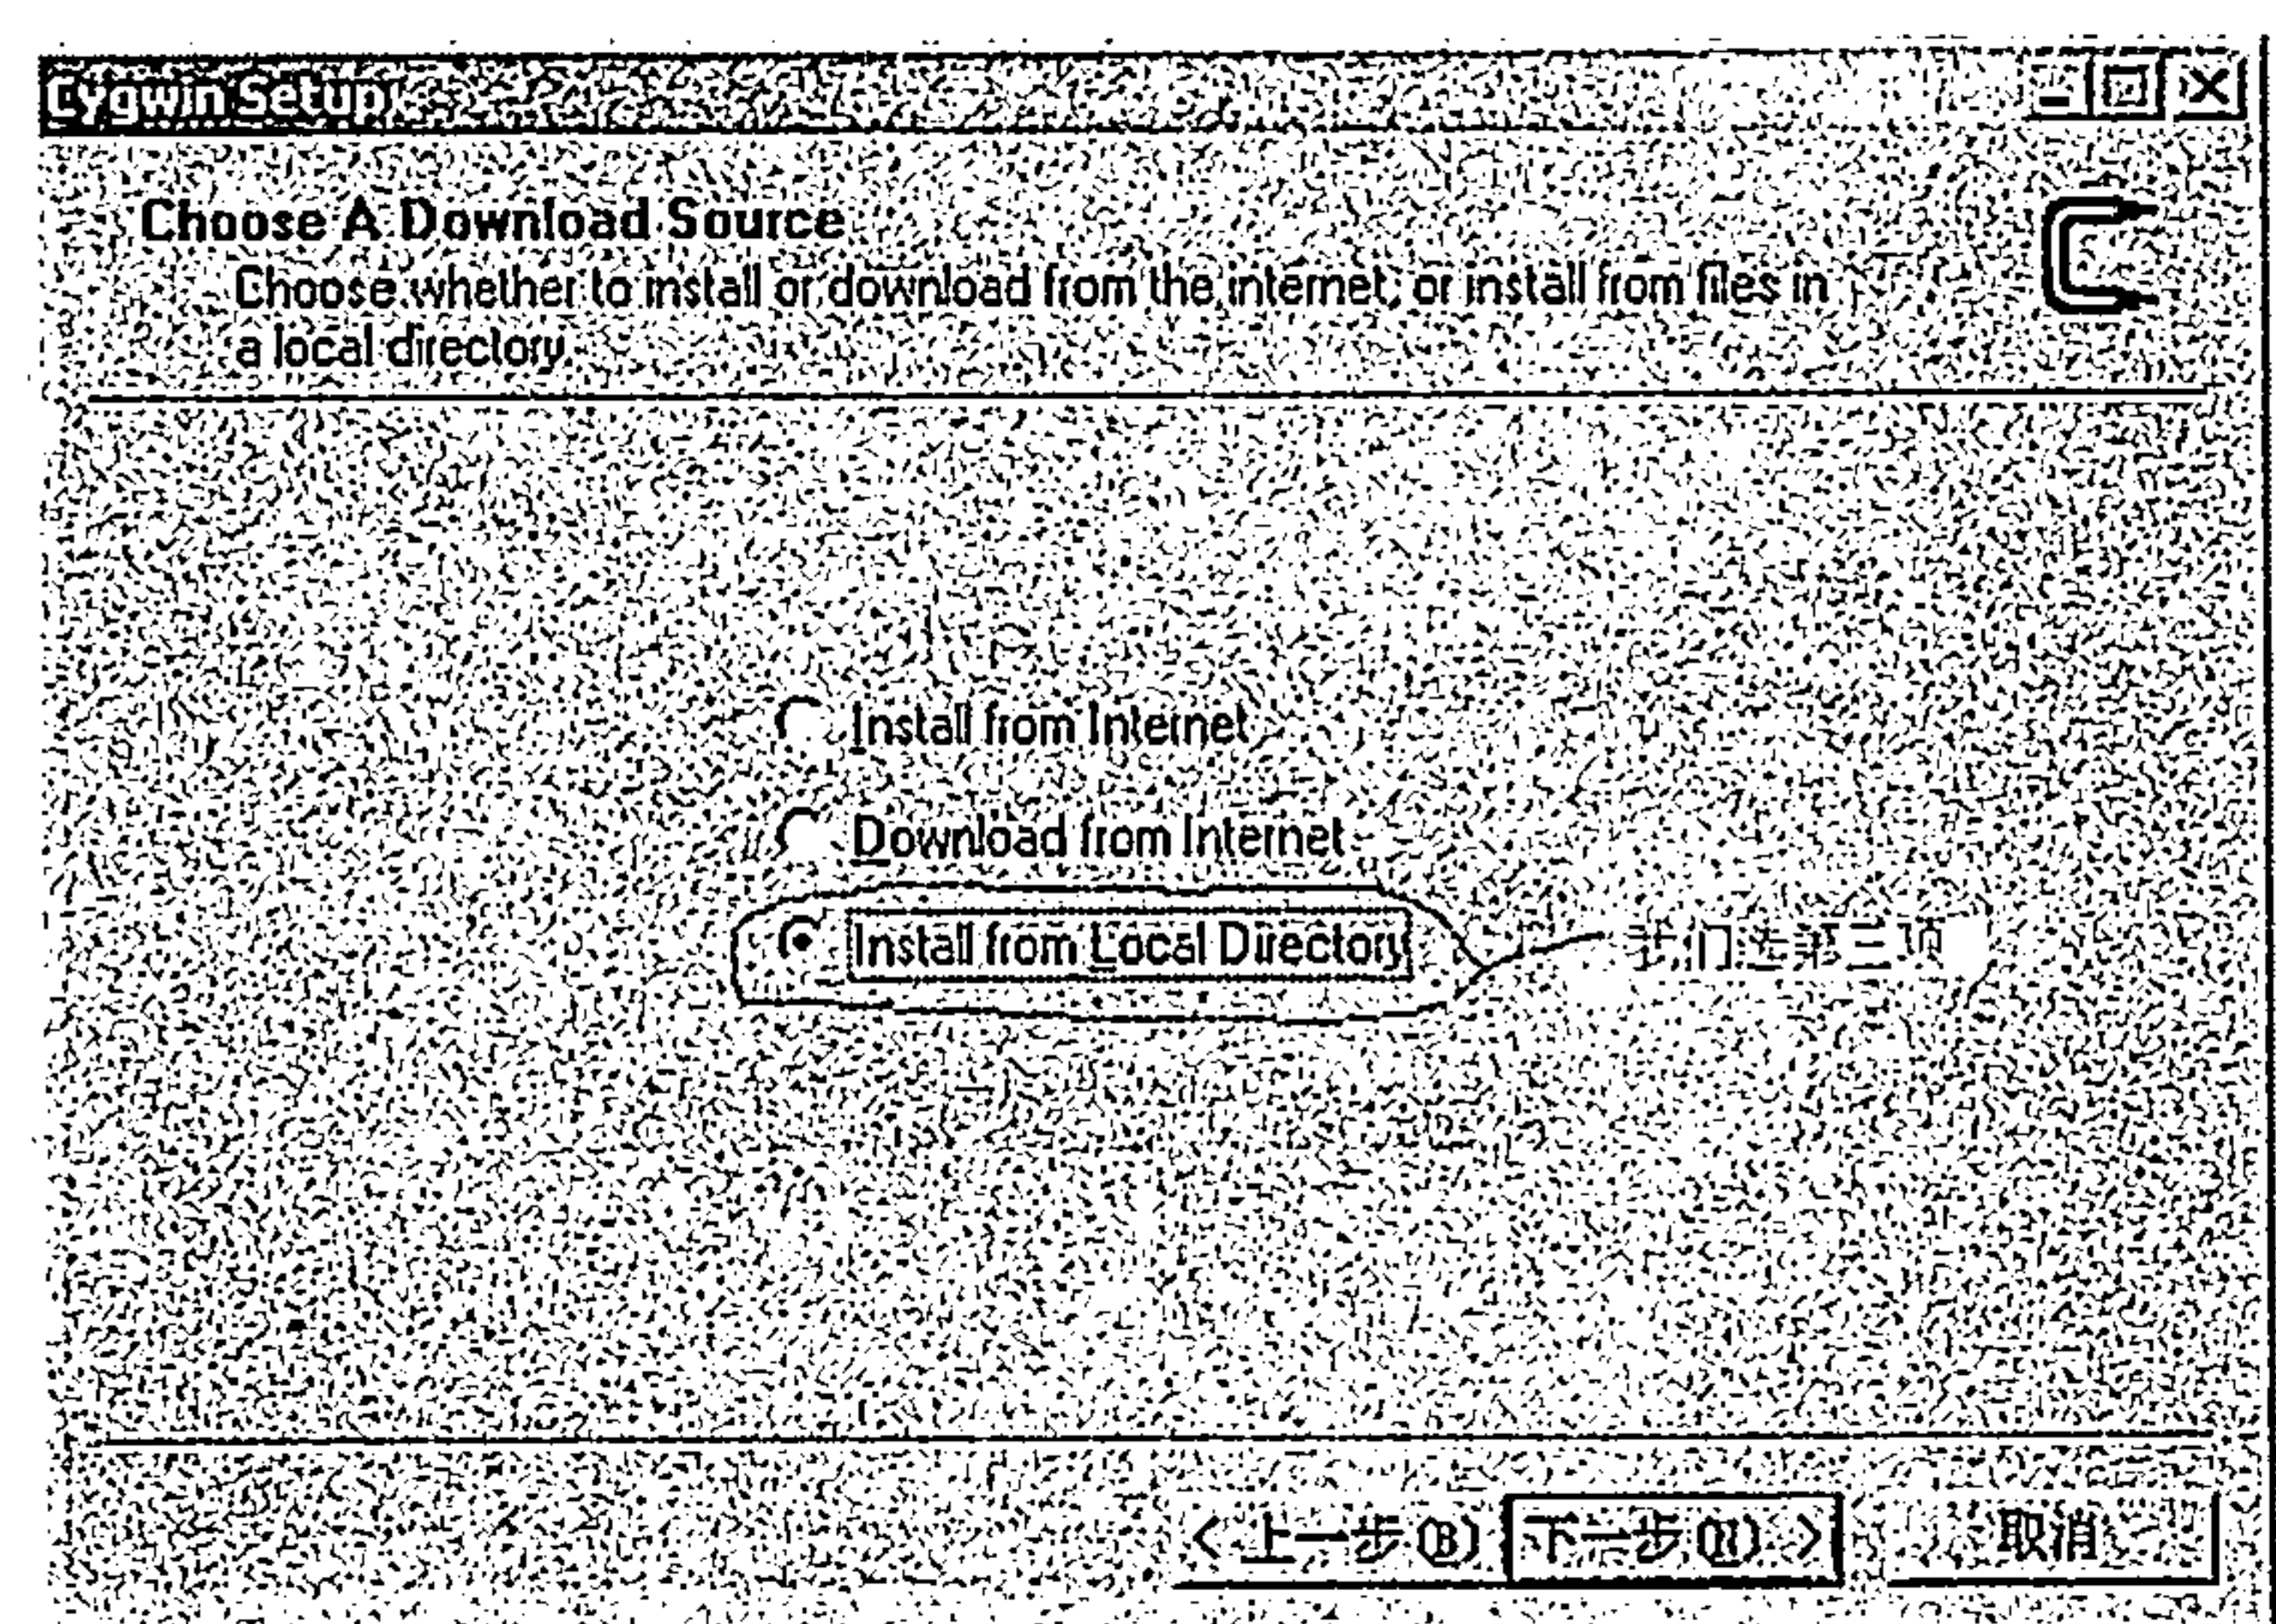 Cygwin Setup
Choose A Download Source
Choose whether to install or download from the internet, or install from files in
a local directory.
Install from Internet
Download from Internet
Install from Local Directory
我们选第三项
< 上一步(B)
下一步(N) >
取消